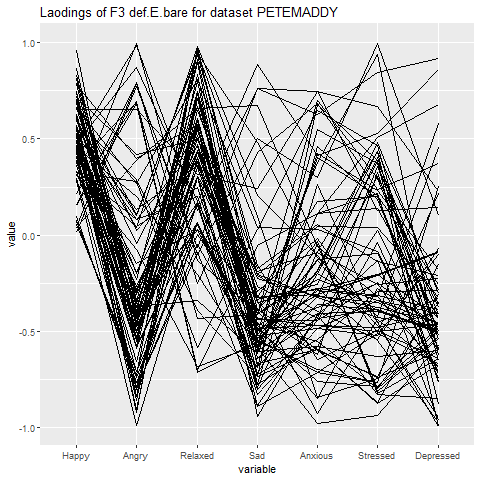 Laodings of F3 def.E.bare for dataset PETEMADDY
1.0
0.5
0.0
-0.5
-1.0
value
Happy Angry Relaxed Sad Anxious Stressed Depressed
variable